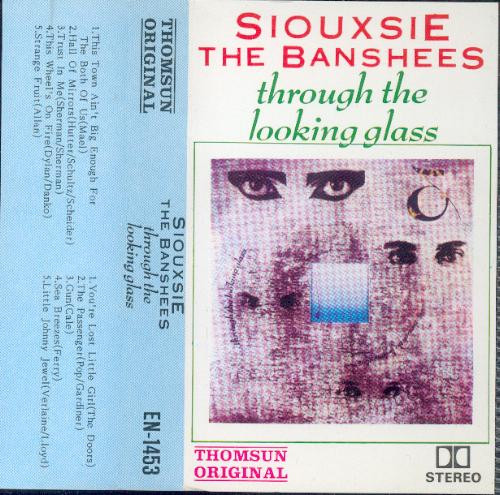 THOMSUN
ORIGINAL
1.This Town Ain't Big Enough For
The Both Of Us(Mael)
2.Hall Of Mirrors(Hutter/Schultz/Scheider)
3.Trust In Me(Sherman/Sherman)
4.This Wheel's On Fire(Dylan/Danko)
5.Strange Fruit(Allan)
SIOUXSIE
THE BANSHEES
through the
looking glass
1.You're Lost Little Girl(The Doors)
2.The Passenger(Pop/Gardiner)
3.Gun(Cale)
4.Sea Breezes(Ferry)
5.Little Johnny Jewel(Verlaine/Lloyd)
EN-1453
SIOUXSIE
THE BANSHEES
through the
looking glass
THOMSUN
ORIGINAL
STEREO